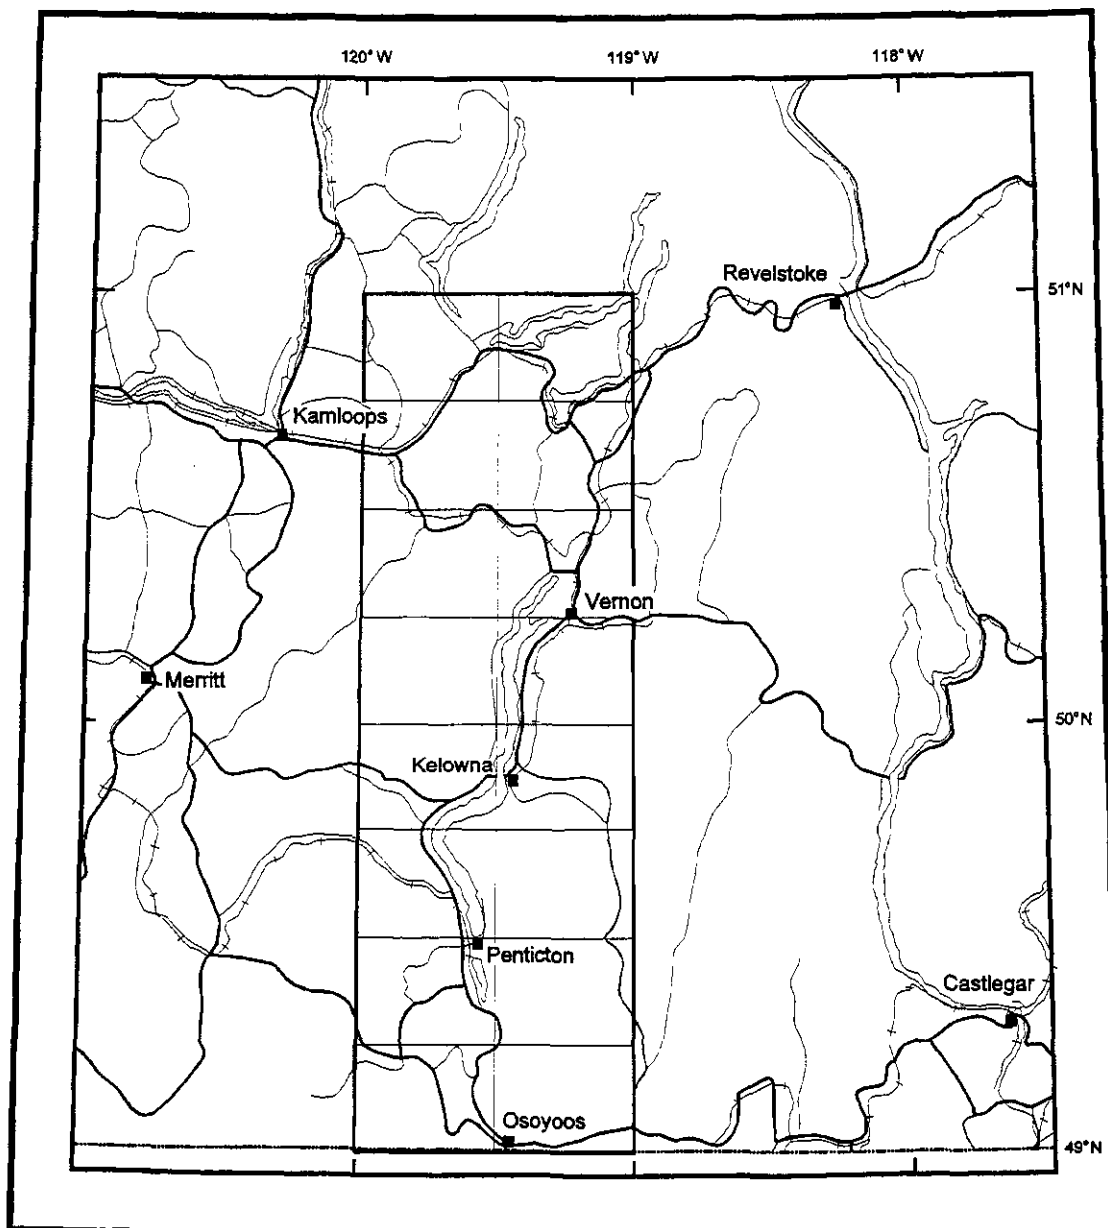 120° W 119° W 118° W
Revelstoke
51° N
Kamloops
Vernon
Merritt
50° N
Kelowna
Penticton
Castlegar
Osoyoos
49° N